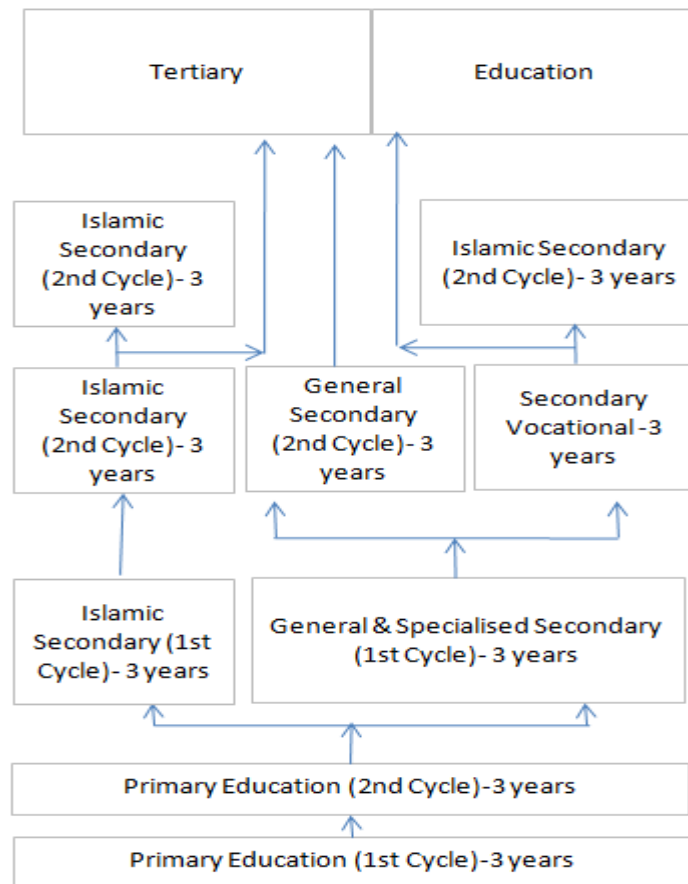 Tertiary
Education
Islamic
Secondary
(2nd Cycle)- 3
years
Islamic Secondary
(2nd Cycle)- 3 years
Islamic
Secondary
(2nd Cycle)- 3
years
General
Secondary
(2nd Cycle)- 3
years
Secondary
Vocational -3
years
Islamic
Secondary (1st
Cycle)- 3 years
General & Specialised Secondary
(1st Cycle)- 3 years
Primary Education (2nd Cycle)-3 years
Primary Education (1st Cycle)-3 years